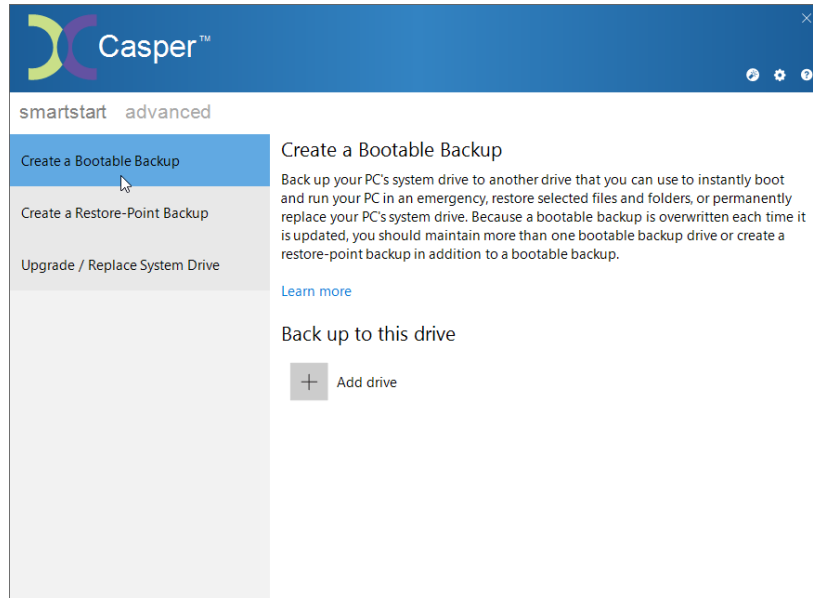 Casper™
smartstart advanced
Create a Bootable Backup
Create a Restore-Point Backup
Upgrade / Replace System Drive
Create a Bootable Backup
Back up your PC's system drive to another drive that you can use to instantly boot
and run your PC in an emergency, restore selected files and folders, or permanently
replace your PC's system drive. Because a bootable backup is overwritten each time it
is updated, you should maintain more than one bootable backup drive or create a
restore-point backup in addition to a bootable backup.
Learn more
Back up to this drive
Add drive